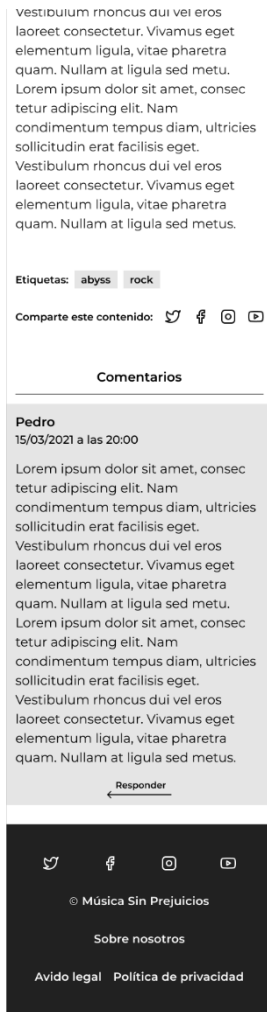 Vestibulum rhoncus dui vel eros
laoreet consectetur. Vivamus eget
elementum ligula, vitae pharetra
quam. Nullam at ligula sed metu.
Lorem ipsum dolor sit amet, consec
tetur adipiscing elit. Nam
condimentum tempus diam, ultricies
sollicitudin erat facilisis eget.
Vestibulum rhoncus dui vel eros
laoreet consectetur. Vivamus eget
elementum ligula, vitae pharetra
quam. Nullam at ligula sed metus.
Etiquetas: abyss rock
Comparte este contenido:
Comentarios
Pedro
15/03/2021 a las 20:00
Lorem ipsum dolor sit amet, consec
tetur adipiscing elit. Nam
condimentum tempus diam, ultricies
sollicitudin erat facilisis eget.
Vestibulum rhoncus dui vel eros
laoreet consectetur. Vivamus eget
elementum ligula, vitae pharetra
quam. Nullam at ligula sed metu.
Lorem ipsum dolor sit amet, consec
tetur adipiscing elit. Nam
condimentum tempus diam, ultricies
sollicitudin erat facilisis eget.
Vestibulum rhoncus dui vel eros
laoreet consectetur. Vivamus eget
elementum ligula, vitae pharetra
quam. Nullam at ligula sed metus.
Responder
© Música Sin Prejuicios
Sobre nosotros
Avido legal Política de privacidad